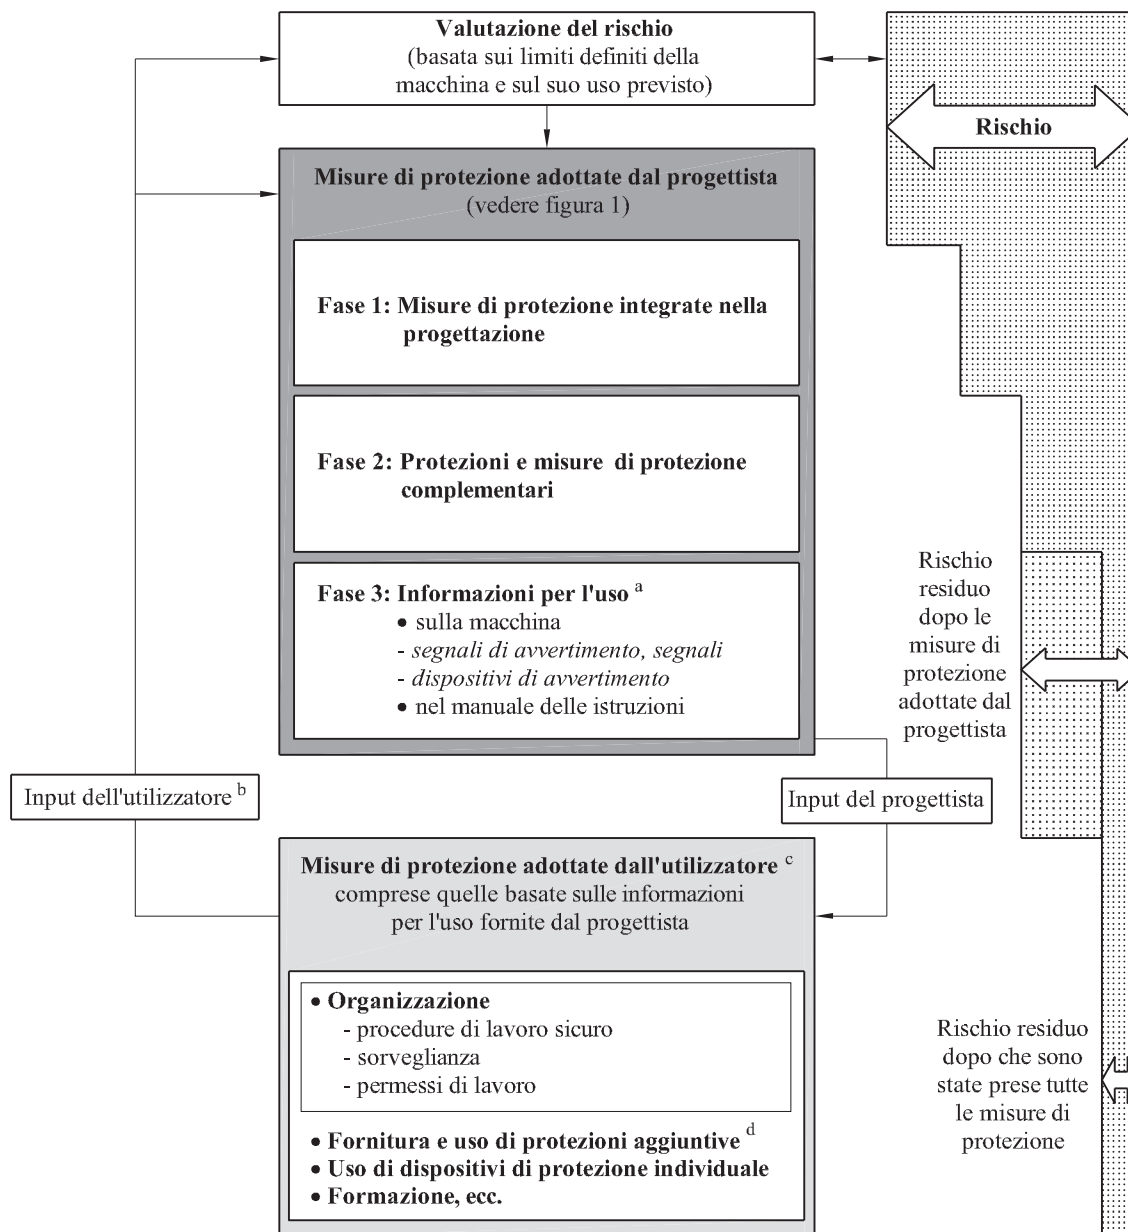 Valutazione del rischio
(basata sui limiti definiti della
macchina e sul suo uso previsto)
Rischio
Misure di protezione adottate dal progettista
(vedere figura 1)
Fase 1: Misure di protezione integrate nella
progettazione
Fase 2: Protezioni e misure di protezione
complementari
Fase 3: Informazioni per l'uso a
• sulla macchina
- segnali di avvertimento, segnali
- dispositivi di avvertimento
• nel manuale delle istruzioni
Rischio
residuo
dopo le
misure di
protezione
adottate dal
progettista
Input dell'utilizzatore b
Input del progettista
Misure di protezione adottate dall'utilizzatore c
comprese quelle basate sulle informazioni
per l'uso fornite dal progettista
• Organizzazione
- procedure di lavoro sicuro
- sorveglianza
- permessi di lavoro
• Fornitura e uso di protezioni aggiuntive d
• Uso di dispositivi di protezione individuale
• Formazione, ecc.
Rischio residuo
dopo che sono
state prese tutte
le misure di
protezione